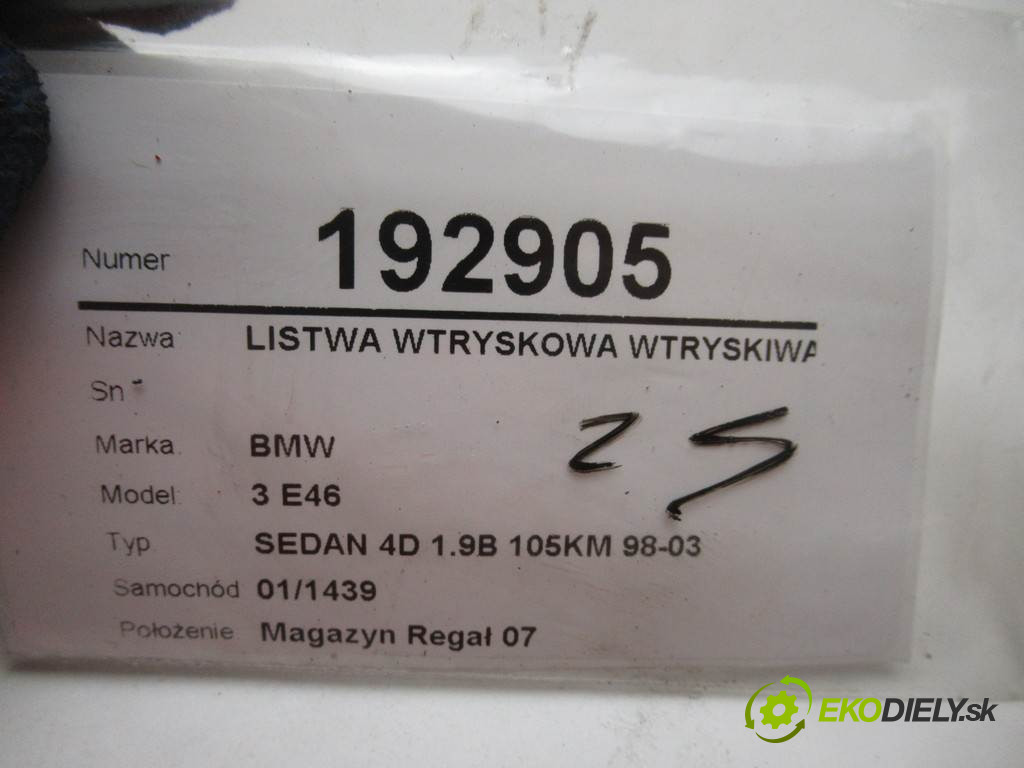 Numer 192905
Nazwa: LISTWA WTRYSKOWA WTRYSKIWA
Sn
25
Marka: BMW
Model: 3 E46
Typ SEDAN 4D 1.9B 105KM 98-03
Samochód 01/1439
Położenie: Magazyn Regał 07
EKODIELY.sk